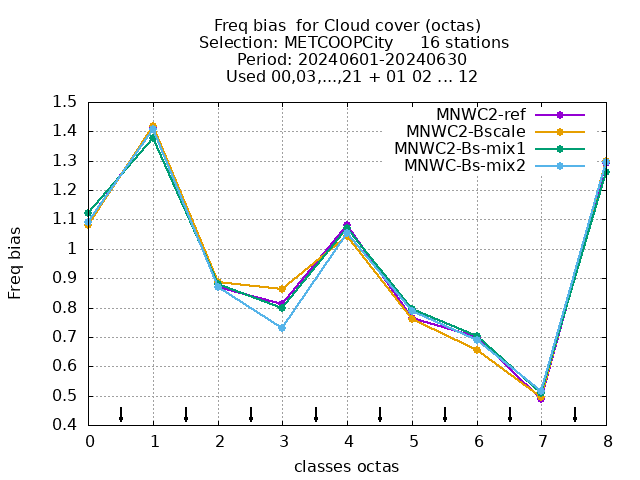 Freq bias  for Cloud cover (octas)
Selection: METCOOPCity     16 stations
Period: 20240601-20240630
Used 00,03,...,21 + 01 02 ... 12
MNWC2-ref
MNWC2-Bscale
MNWC2-Bs-mix1
MNWC-Bs-mix2
Freq bias
1.5
1.4
1.3
1.2
1.1
1
0.9
0.8
0.7
0.6
0.5
0.4
0 1 2 3 4 5 6 7 8
classes octas